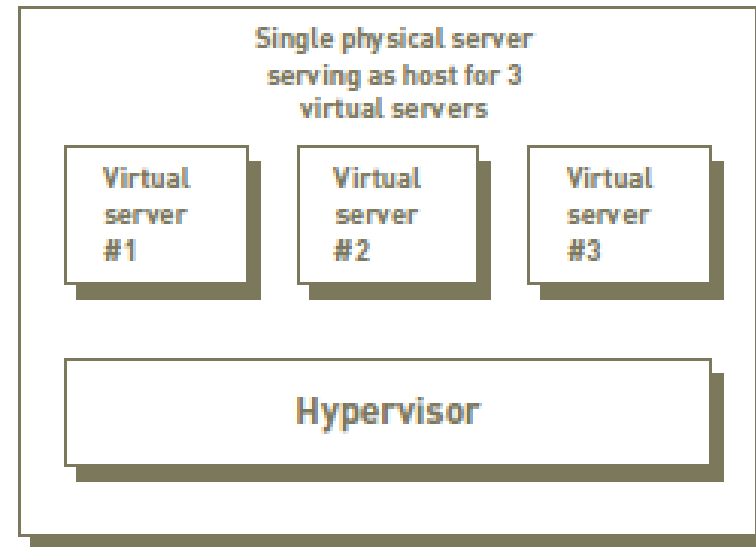 Single physical server
serving as host for 3
virtual servers
Virtual
server
#1
Virtual
server
#2
Virtual
server
#3
Hypervisor